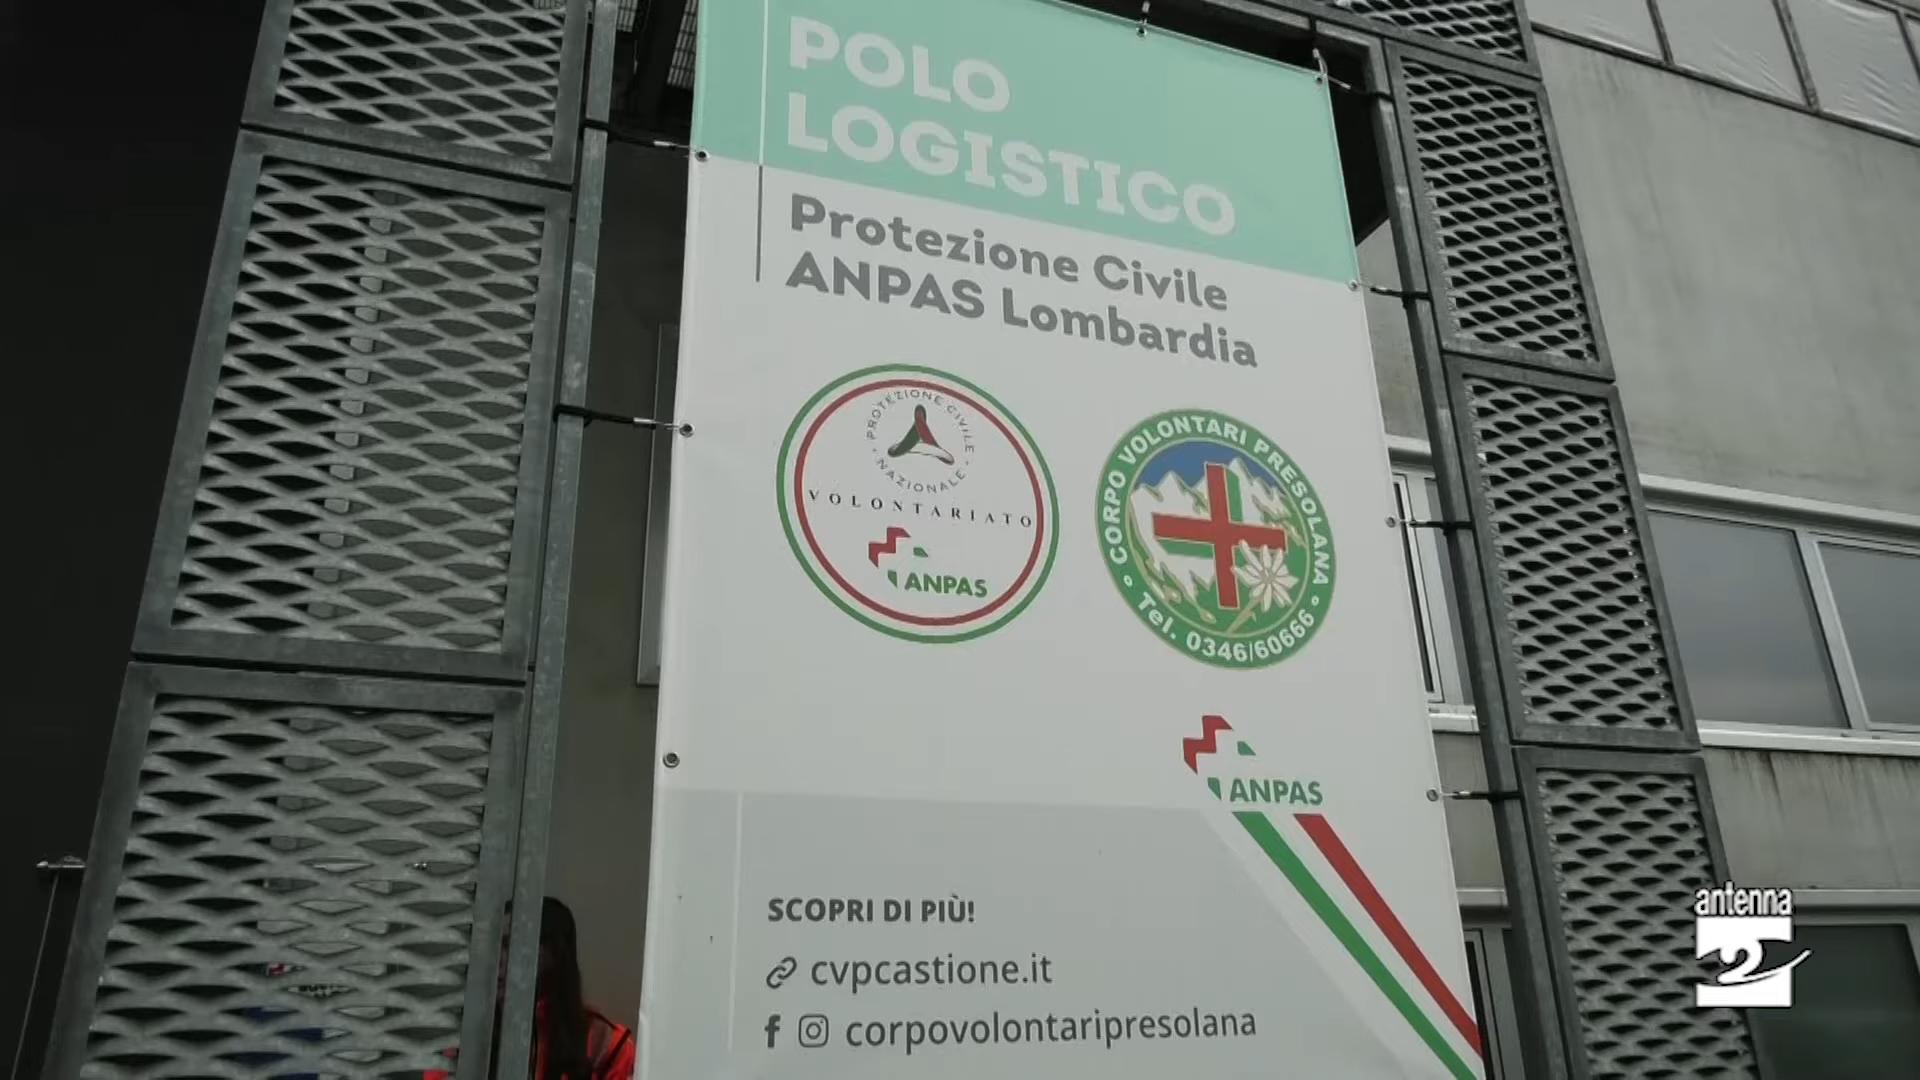 POLO
LOGISTICO
Protezione Civile
ANPAS Lombardia
PROTEZIONE CIVILE
NAZIONALE
VOLONTARIATO
ANPAS
CORPO VOLONTARI PRESOLANA
Tel. 0346/60666
ANPAS
SCOPRI DI PIÙ!
cvpcastione.it
corpovolontaripresolana
antenna
2